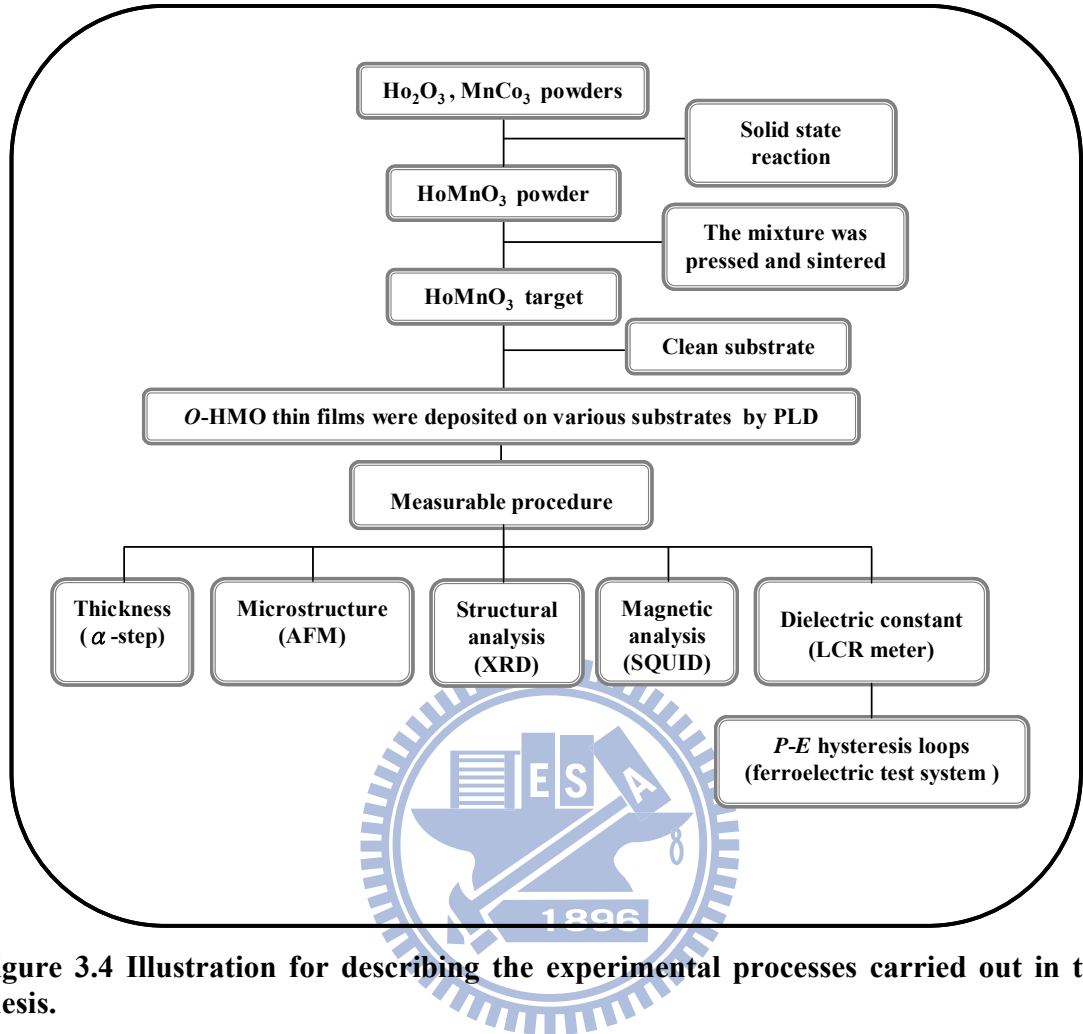 Ho₂O₃ , MnCo₃ powders
Solid state
reaction
HoMnO₃ powder
The mixture was
pressed and sintered
HoMnO₃ target
Clean substrate
O-HMO thin films were deposited on various substrates by PLD
Measurable procedure
Thickness
(α-step)
Microstructure
(AFM)
Structural
analysis
(XRD)
Magnetic
analysis
(SQUID)
Dielectric constant
(LCR meter)
P-E hysteresis loops
(ferroelectric test system )
E S A
1896
gure 3.4 Illustration for describing the experimental processes carried out in t
esis.